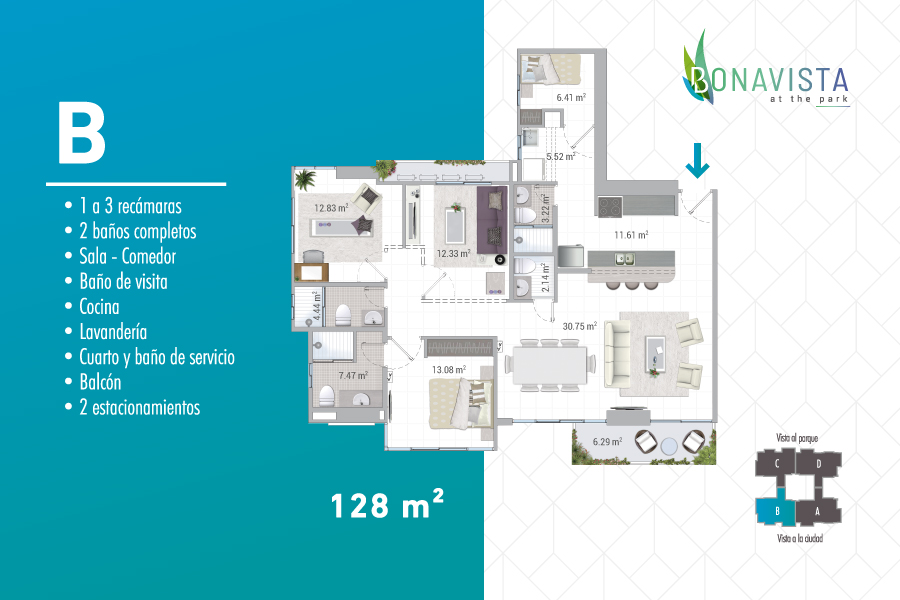 B
• 1 a 3 recámaras
• 2 baños completos
• Sala - Comedor
• Baño de visita
• Cocina
• Lavandería
• Cuarto y baño de servicio
• Balcón
• 2 estacionamientos
128 m²
BONAVISTA
at the park
6.41 m²
5.52 m²
12.83 m²
3.22 m²
11.61 m²
12.33 m²
2.14 m²
4.44 m²
30.75 m²
7.47 m²
13.08 m²
6.29 m²
Vista al parque
C D
B A
Vista a la ciudad